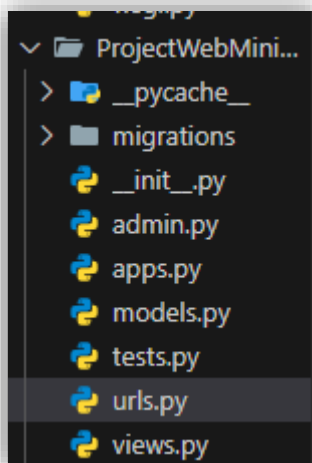 ProjectWebMini...
__pycache__
migrations
__init__.py
admin.py
apps.py
models.py
tests.py
urls.py
views.py